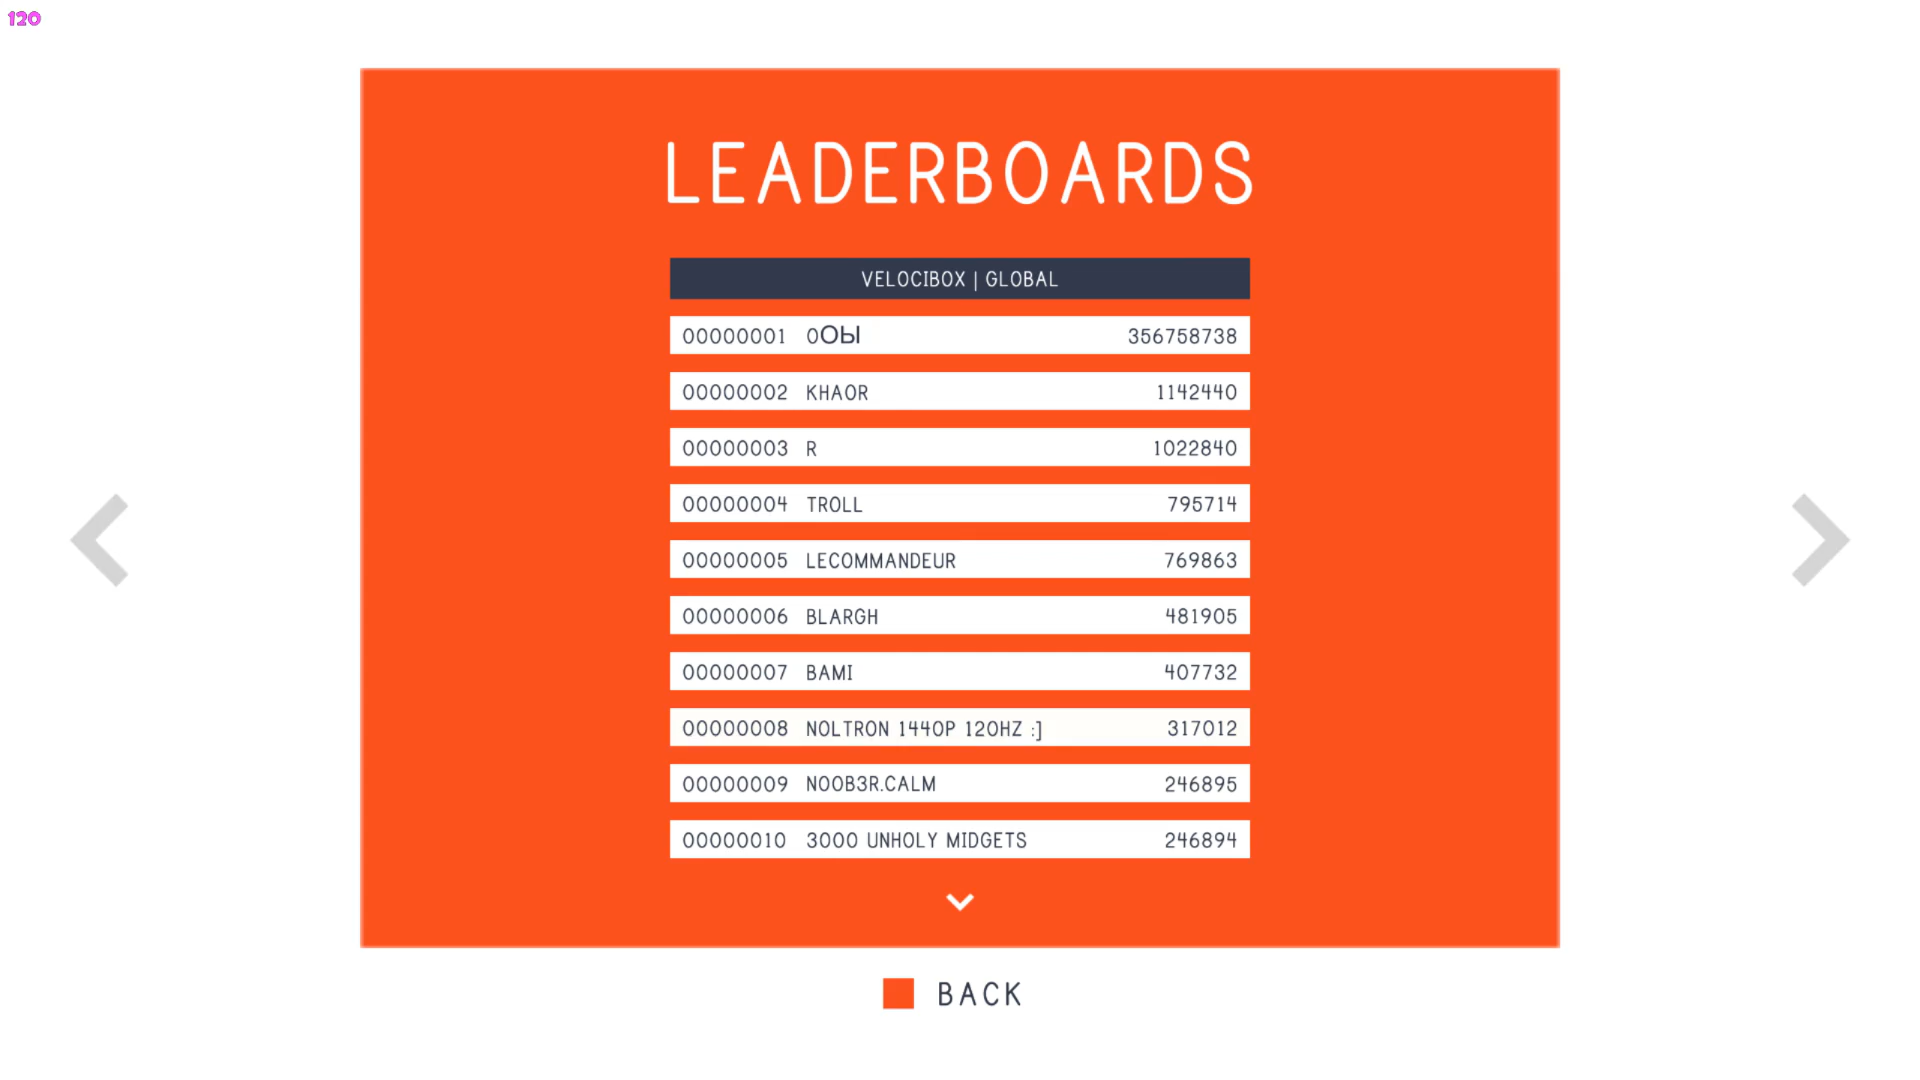 120
LEADERBOARDS
VELOCIBOX | GLOBAL
00000001 0ОЫ 356758738
00000002 KHAOR 1142440
00000003 R 1022840
00000004 TROLL 795714
00000005 LECOMMANDEUR 769863
00000006 BLARGH 481905
00000007 BAMI 407732
00000008 NOLTRON 1440P 120HZ :] 317012
00000009 NOOB3R.CALM 246895
00000010 3000 UNHOLY MIDGETS 246894
BACK